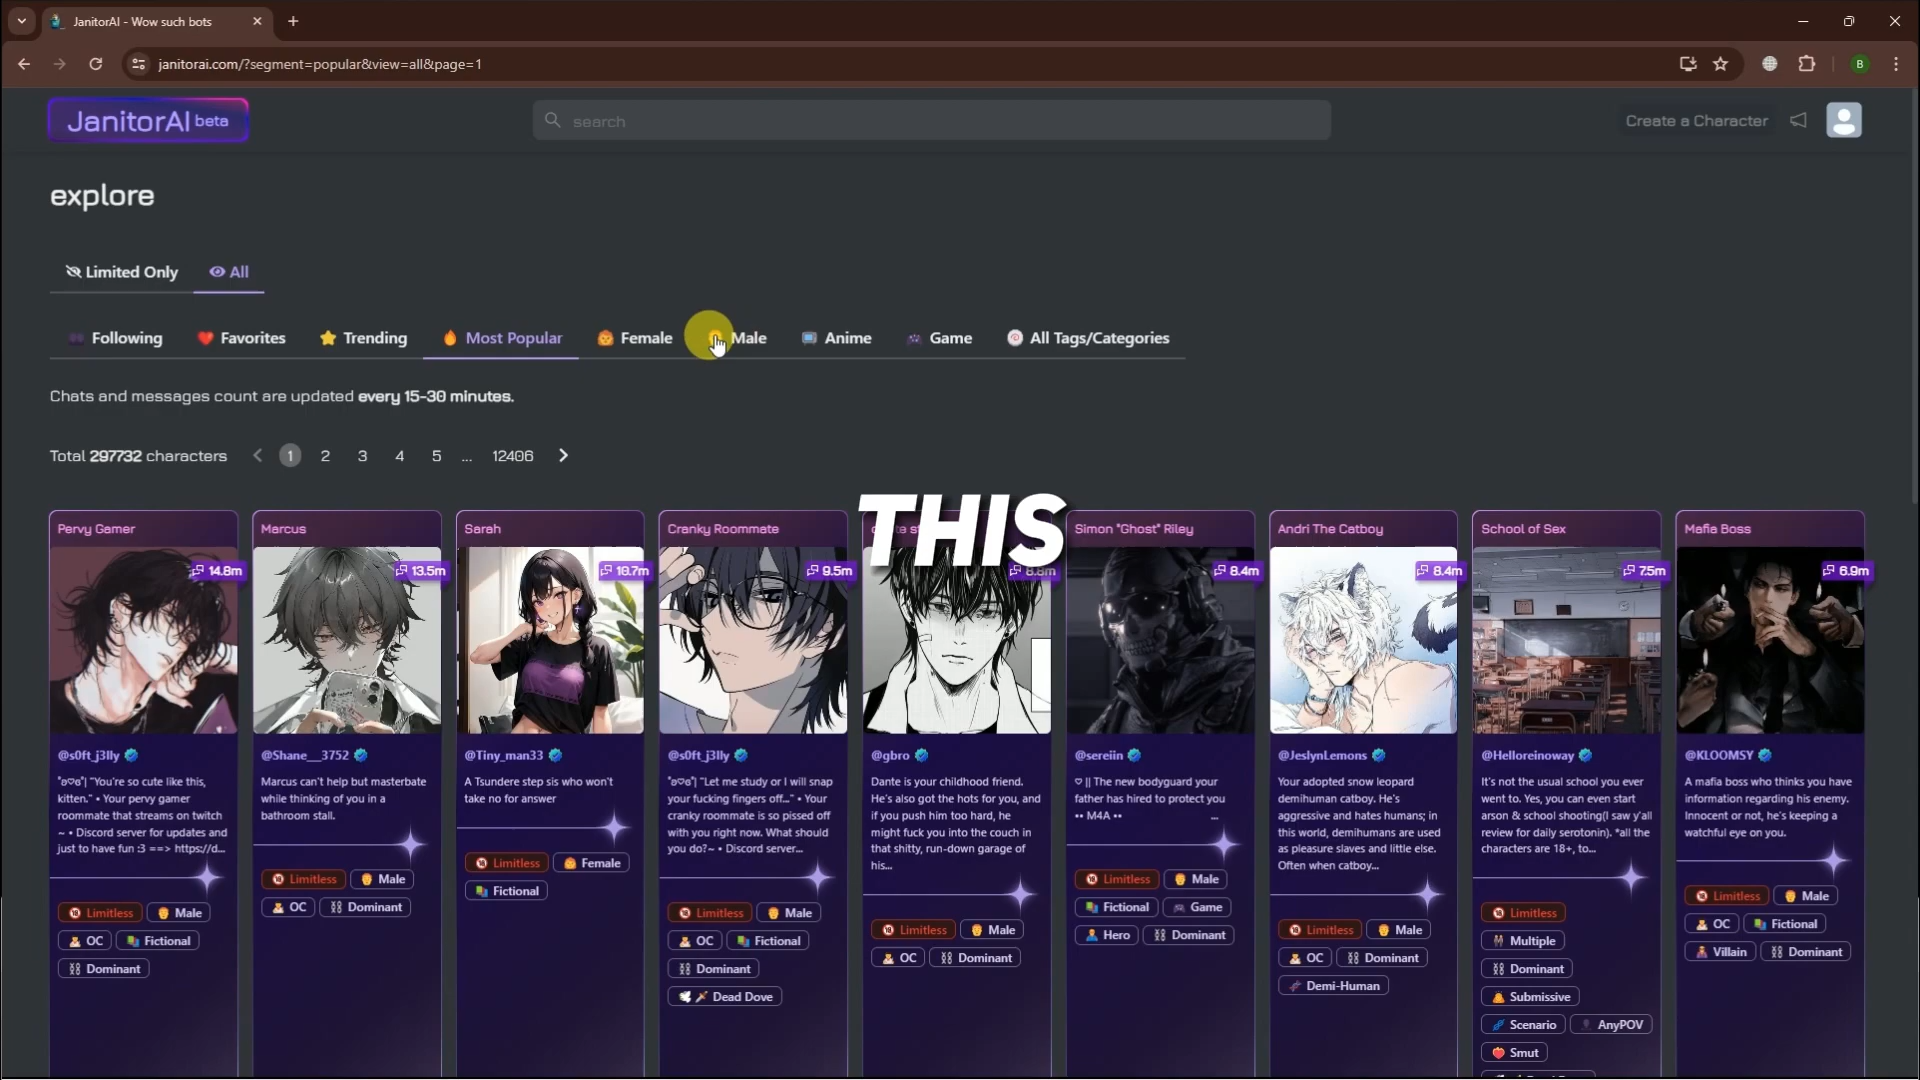 JanitorAI - Wow such bots
janitorai.com/?segment=popular&view=all&page=1
B
JanitorAI beta
search
Create a Character
explore
Limited Only
All
Following
Favorites
Trending
Most Popular
Female
Male
Anime
Game
All Tags/Categories
Chats and messages count are updated every 15-30 minutes.
Total 297732 characters
1 2 3 4 5 ... 12406
THIS
Pervy Gamer
14.8m
@s0ft_j3lly
"You're so cute like this,
kitten." • Your pervy gamer
roommate that streams on twitch
~ • Discord server for updates and
just to have fun :3 ==> https://d...
Limitless
Male
OC
Fictional
Dominant
Marcus
13.5m
@Shane__3752
Marcus can't help but masterbate
while thinking of you in a
bathroom stall.
Limitless
Male
OC
Dominant
Sarah
10.7m
@Tiny_man33
A Tsundere step sis who won't
take no for answer
Limitless
Female
Fictional
Cranky Roommate
9.5m
@s0ft_j3lly
"Let me study or I will snap
your fucking fingers off..." • Your
cranky roommate is so pissed off
with you right now. What should
you do?~ • Discord server...
Limitless
Male
OC
Fictional
Dominant
Dead Dove
8.8m
@gbro
Dante is your childhood friend.
He's also got the hots for you, and
if you push him too hard, he
might fuck you into the couch in
that shitty, run-down garage of
his...
Limitless
Male
OC
Dominant
Simon "Ghost" Riley
8.4m
@sereiin
♡ || The new bodyguard your
father has hired to protect you
•• M4A ••
...
Limitless
Male
Fictional
Game
Hero
Dominant
Andri The Catboy
8.4m
@JeslynLemons
Your adopted snow leopard
demihuman catboy. He's
aggressive and hates humans; in
this world, demihumans are used
as pleasure slaves and little else.
Often when catboy...
Limitless
Male
OC
Dominant
Demi-Human
School of Sex
7.5m
@Helloreinoway
It's not the usual school you ever
went to. Yes, you can even start
arson & school shooting(I saw y'all
review for daily serotonin). *all the
characters are 18+, to...
Limitless
Multiple
Dominant
Submissive
Scenario
AnyPOV
Smut
Mafia Boss
6.9m
@KLOOMSY
A mafia boss who thinks you have
information regarding his enemy.
Innocent or not, he's keeping a
watchful eye on you.
Limitless
Male
OC
Fictional
Villain
Dominant